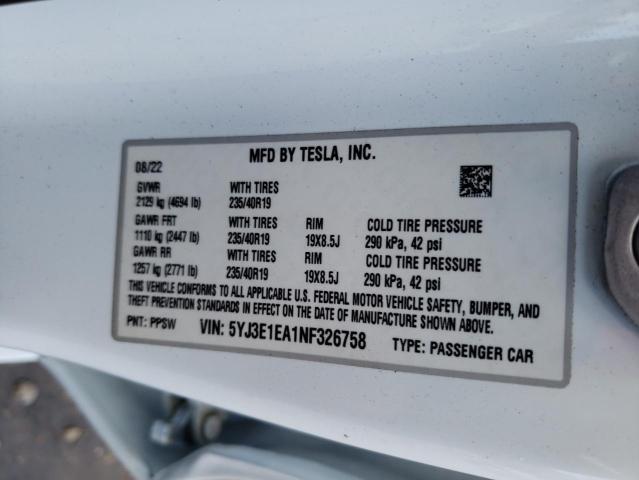 MFD BY TESLA, INC.
08/22
GVWR WITH TIRES
2129 kg (4694 lb) 235/40R19
GAWR FRT WITH TIRES RIM COLD TIRE PRESSURE
1110 kg (2447 lb) 235/40R19 19X8.5J 290 kPa, 42 psi
GAWR RR WITH TIRES RIM COLD TIRE PRESSURE
1257 kg (2771 lb) 235/40R19 19X8.5J 290 kPa, 42 psi
THIS VEHICLE CONFORMS TO ALL APPLICABLE U.S. FEDERAL MOTOR VEHICLE SAFETY, BUMPER, AND
THEFT PREVENTION STANDARDS IN EFFECT ON THE DATE OF MANUFACTURE SHOWN ABOVE.
PNT: PPSW VIN: 5YJ3E1EA1NF326758 TYPE: PASSENGER CAR